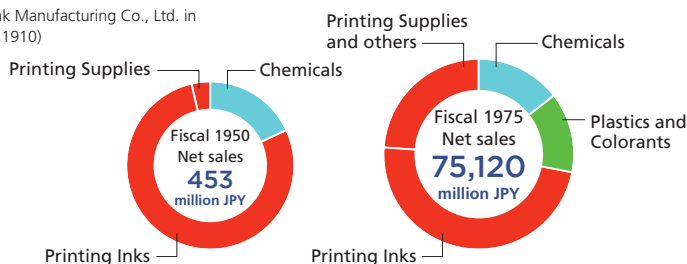 nk Manufacturing Co., Ltd. in
1910)
Printing Supplies
Chemicals
Fiscal 1950
Net sales
453
million JPY
Printing Inks
Printing Supplies
and others
Chemicals
Fiscal 1975
Net sales
75,120
million JPY
Plastics and
Colorants
Printing Inks